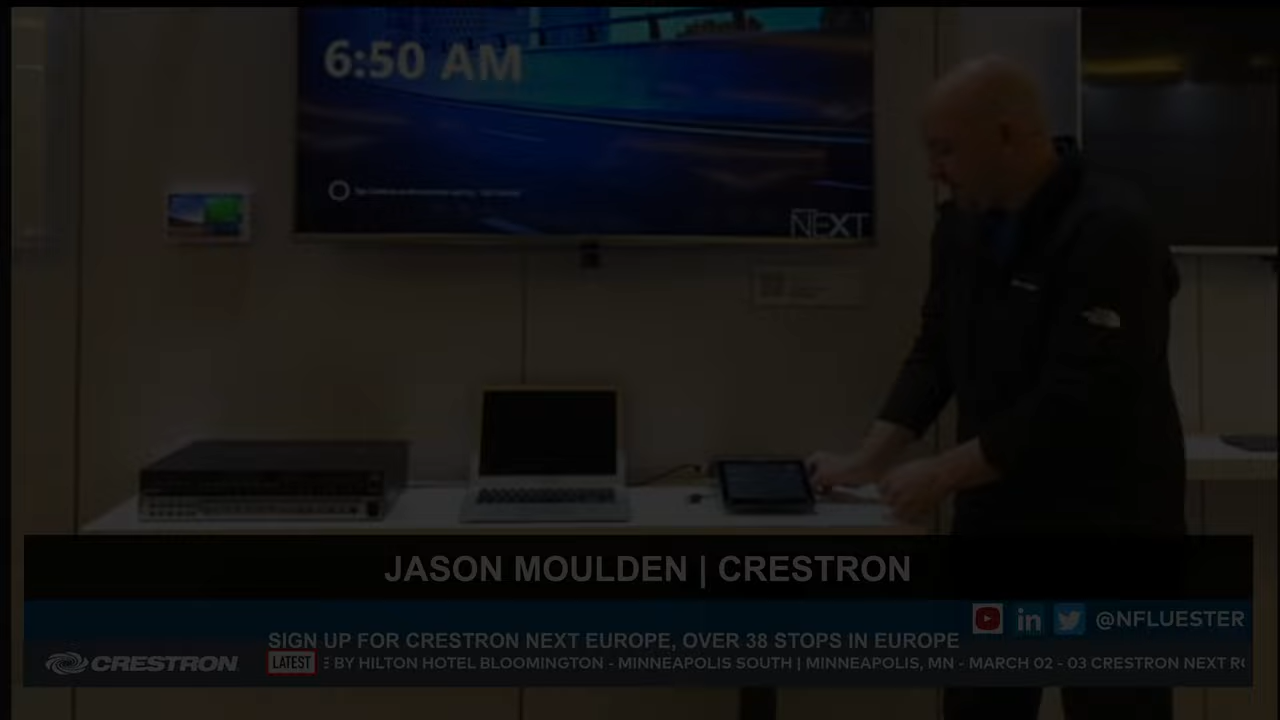 6:50 AM
NEXT
JASON MOULDEN | CRESTRON
@NFLUESTER
SIGN UP FOR CRESTRON NEXT EUROPE, OVER 38 STOPS IN EUROPE
CRESTRON
LATEST
BY HILTON HOTEL BLOOMINGTON - MINNEAPOLIS SOUTH | MINNEAPOLIS, MN - MARCH 02 - 03 CRESTRON NEXT